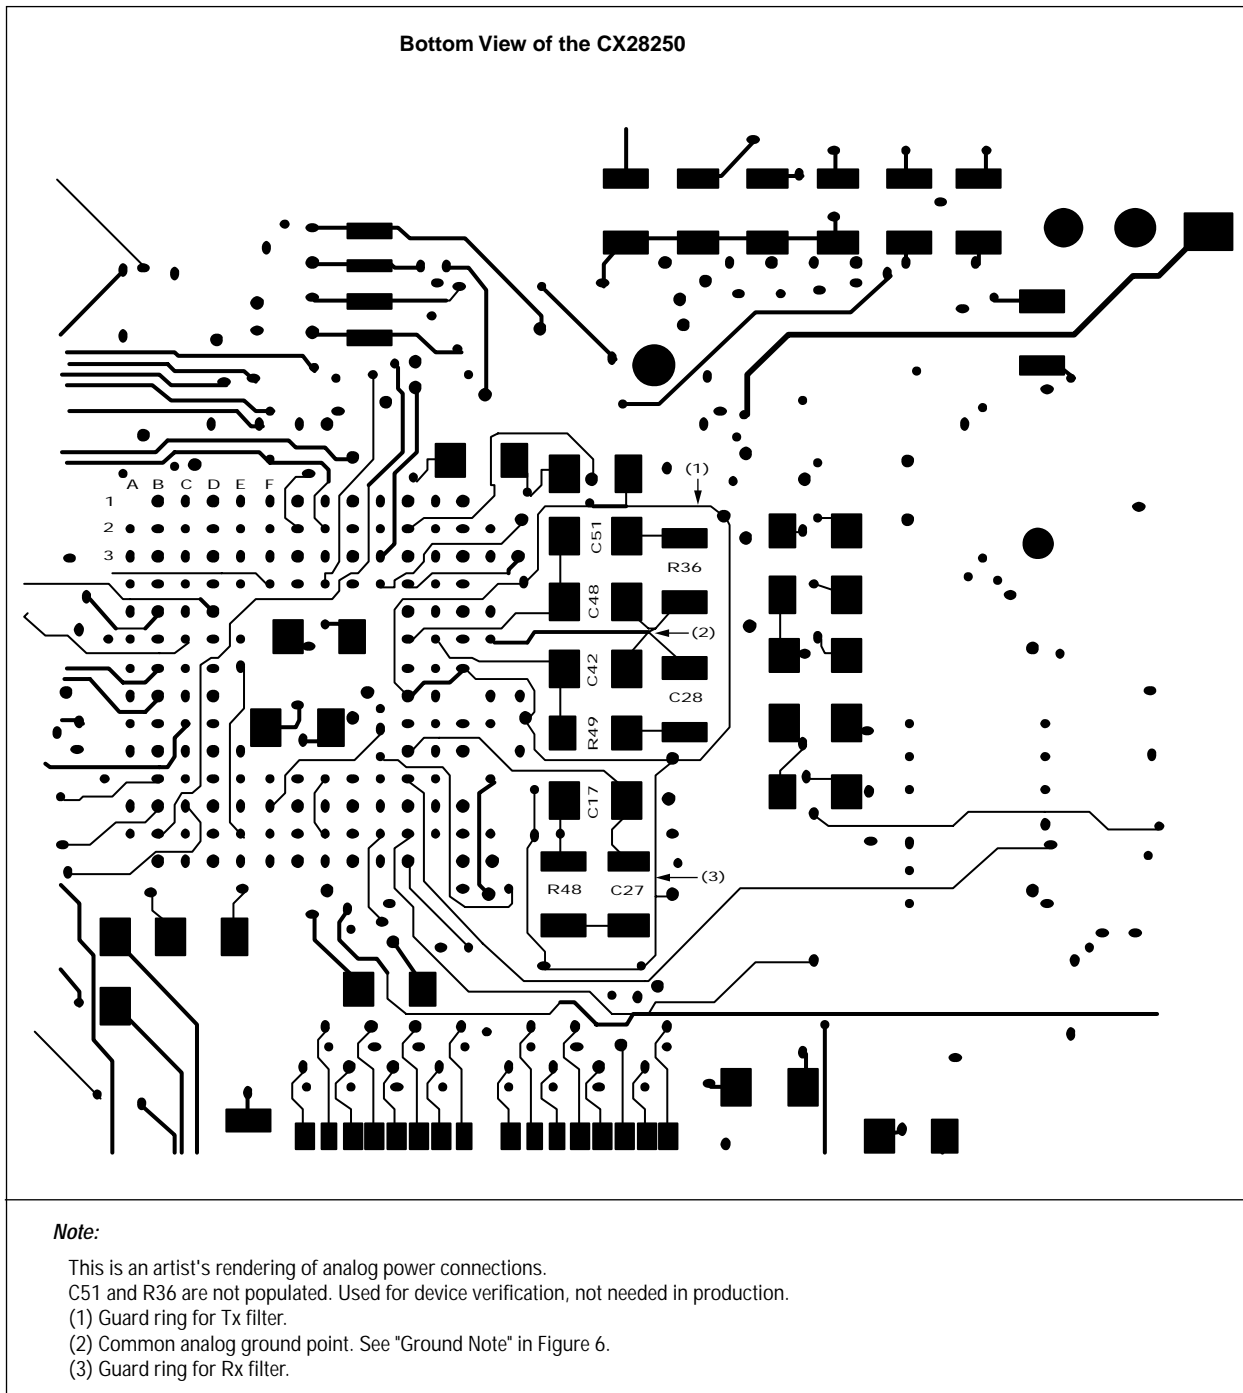 Bottom View of the CX28250
(1)
A B C D E F
1
2
3
C51
R36
C48
(2)
C42
C28
R49
C17
R48
C27
(3)
Note:
This is an artist's rendering of analog power connections.
C51 and R36 are not populated. Used for device verification, not needed in production.
(1) Guard ring for Tx filter.
(2) Common analog ground point. See "Ground Note" in Figure 6.
(3) Guard ring for Rx filter.